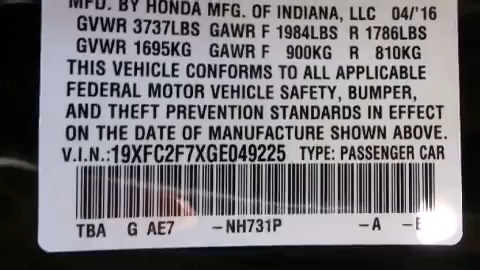 MFD. BY HONDA MFG. OF INDIANA, LLC 04/'16
GVWR 3737LBS GAWR F 1984LBS R 1786LBS
GVWR 1695KG GAWR F 900KG R 810KG
THIS VEHICLE CONFORMS TO ALL APPLICABLE
FEDERAL MOTOR VEHICLE SAFETY, BUMPER,
AND THEFT PREVENTION STANDARDS IN EFFECT
ON THE DATE OF MANUFACTURE SHOWN ABOVE.
V.I.N.:19XFC2F7XGE049225 TYPE: PASSENGER CAR
TBA G AE7 -NH731P -A -E